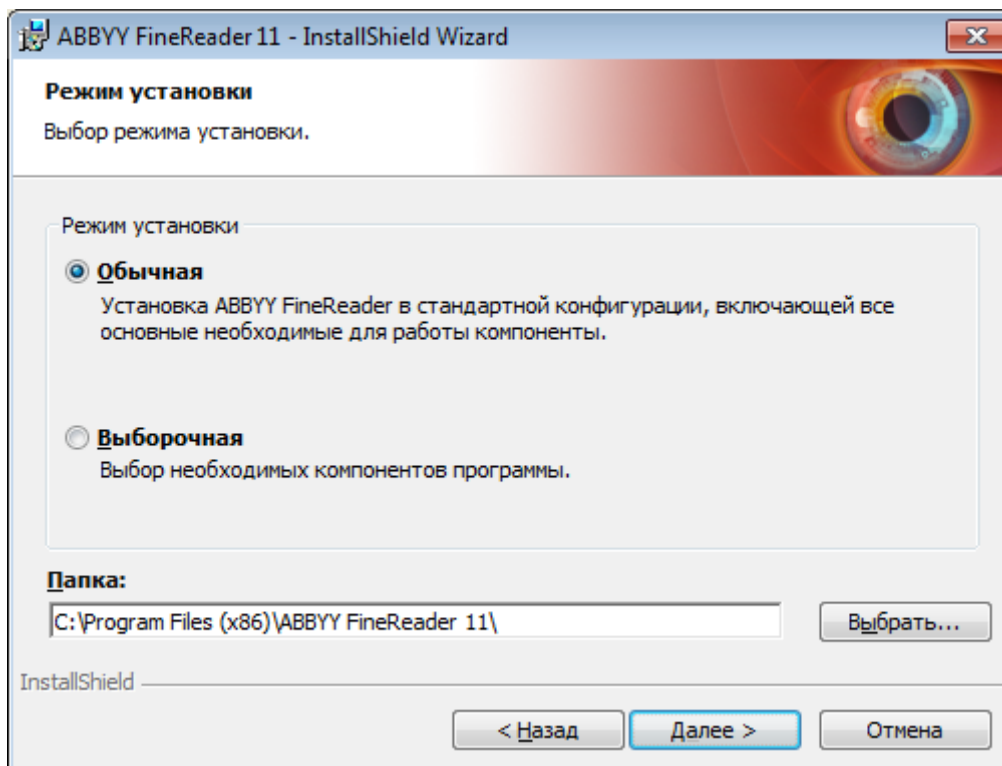 ABBYY FineReader 11 - InstallShield Wizard
Режим установки
Выбор режима установки.
Режим установки
Обычная
Установка ABBYY FineReader в стандартной конфигурации, включающей все
основные необходимые для работы компоненты.
Выборочная
Выбор необходимых компонентов программы.
Папка:
C:\Program Files (x86)\ABBYY FineReader 11\
Выбрать...
InstallShield
< Назад
Далее >
Отмена